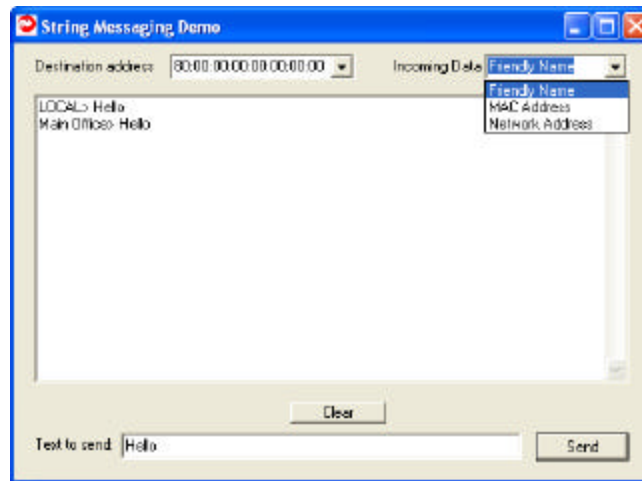 String Messaging Demo
Destination address 80:00:00:00:00:00:00:00 Incoming Data Friendly Name
Friendly Name
MAC Address
Network Address
LOCAL> Hello
Main Office> Hello
Clear
Text to send Hello Send